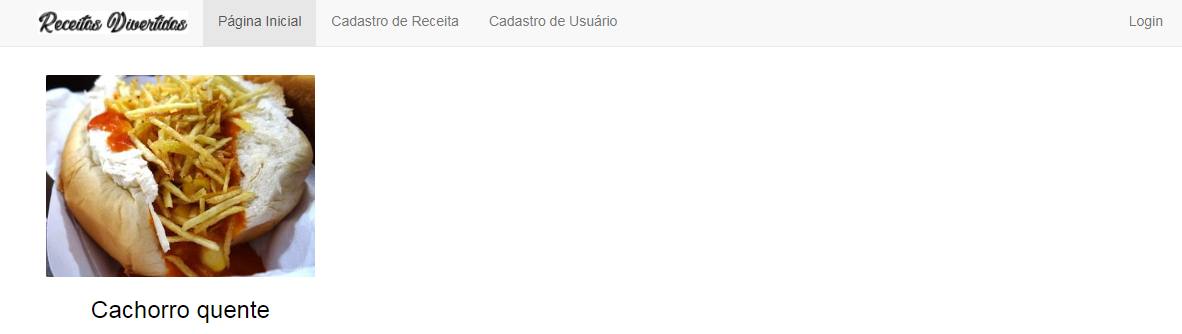 Receitas Divertidas Página Inicial Cadastro de Receita Cadastro de Usuário Login
Cachorro quente